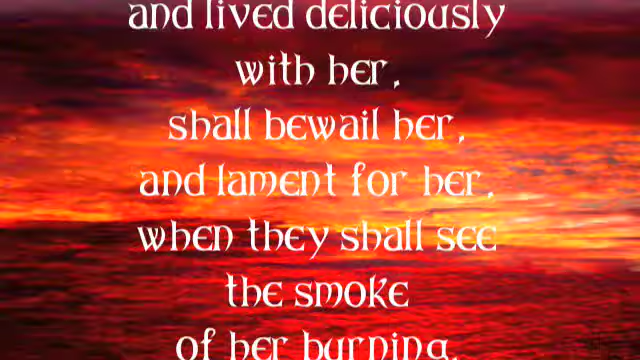 and lived deliciously
with her,
shall bewail her,
and lament for her,
when they shall see
the smoke
of her burning,